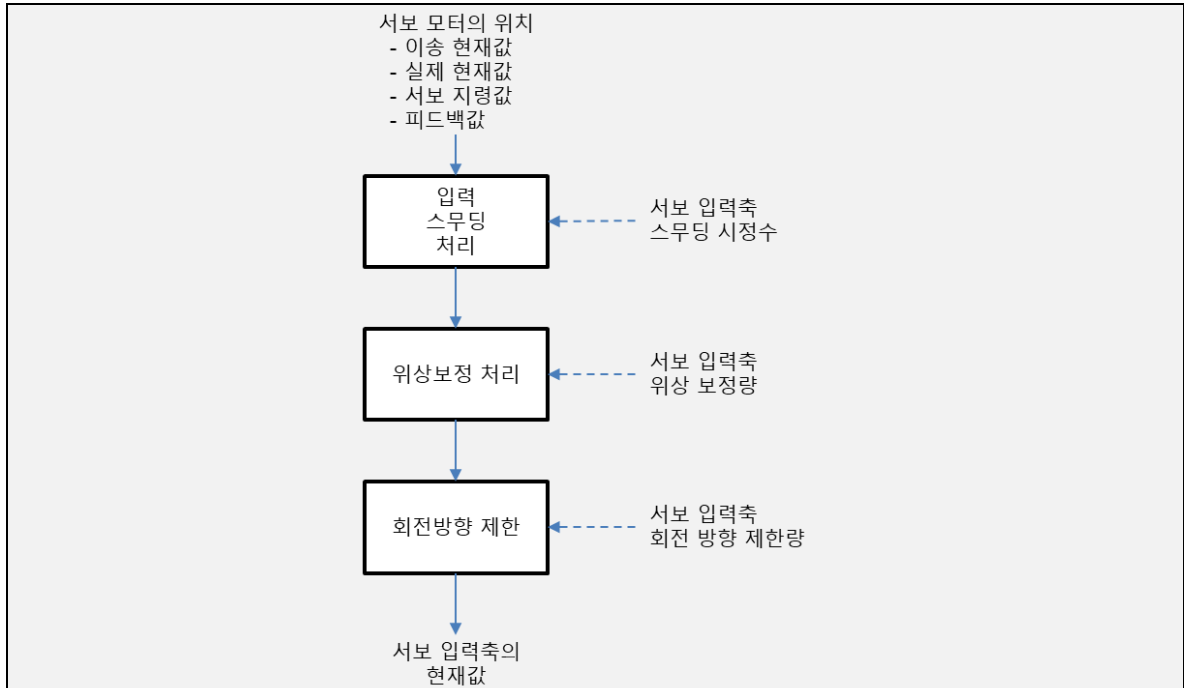 서보 모터의 위치
- 이송 현재값
- 실제 현재값
- 서보 지령값
- 피드백값
입력
스무딩
처리
서보 입력축
스무딩 시정수
위상보정 처리
서보 입력축
위상 보정량
회전방향 제한
서보 입력축
회전 방향 제한량
서보 입력축의
현재값